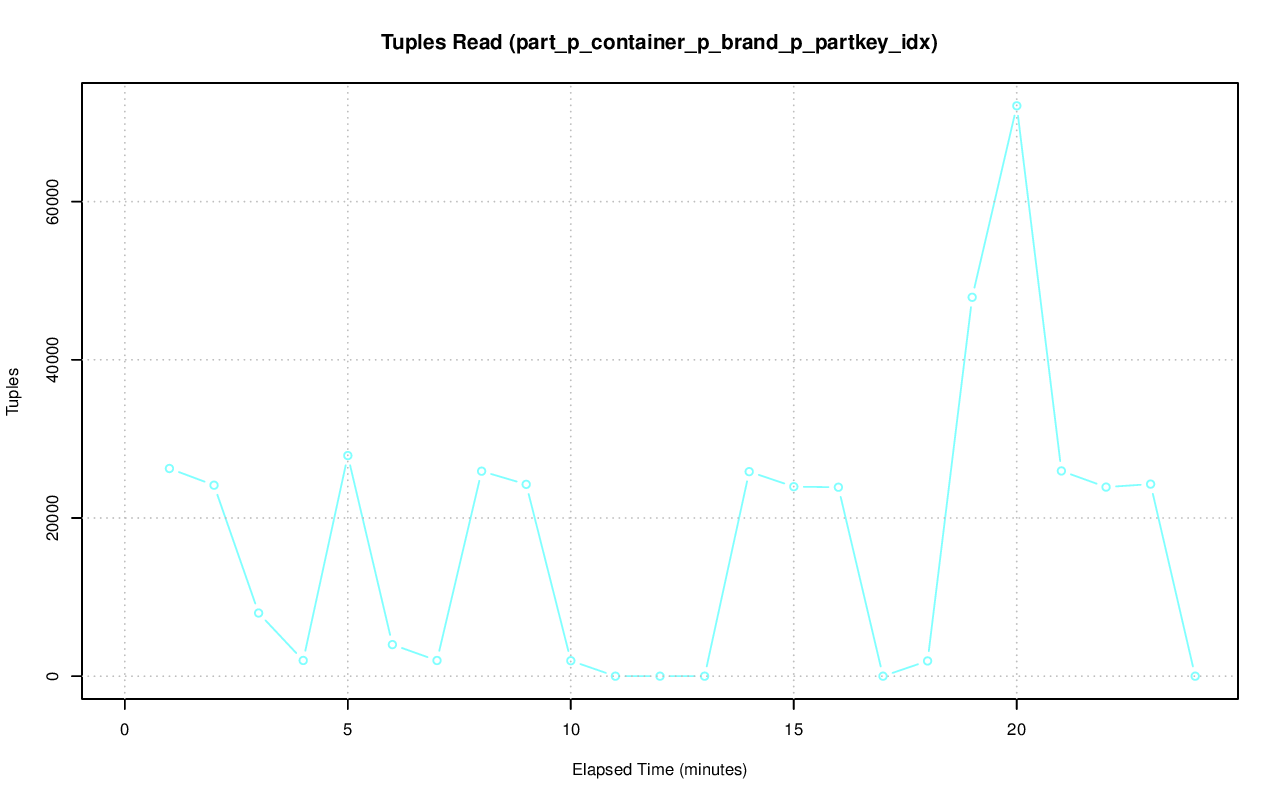 Tuples Read (part_p_container_p_brand_p_partkey_idx)
60000
40000
20000
0
Tuples
0 5 10 15 20
Elapsed Time (minutes)